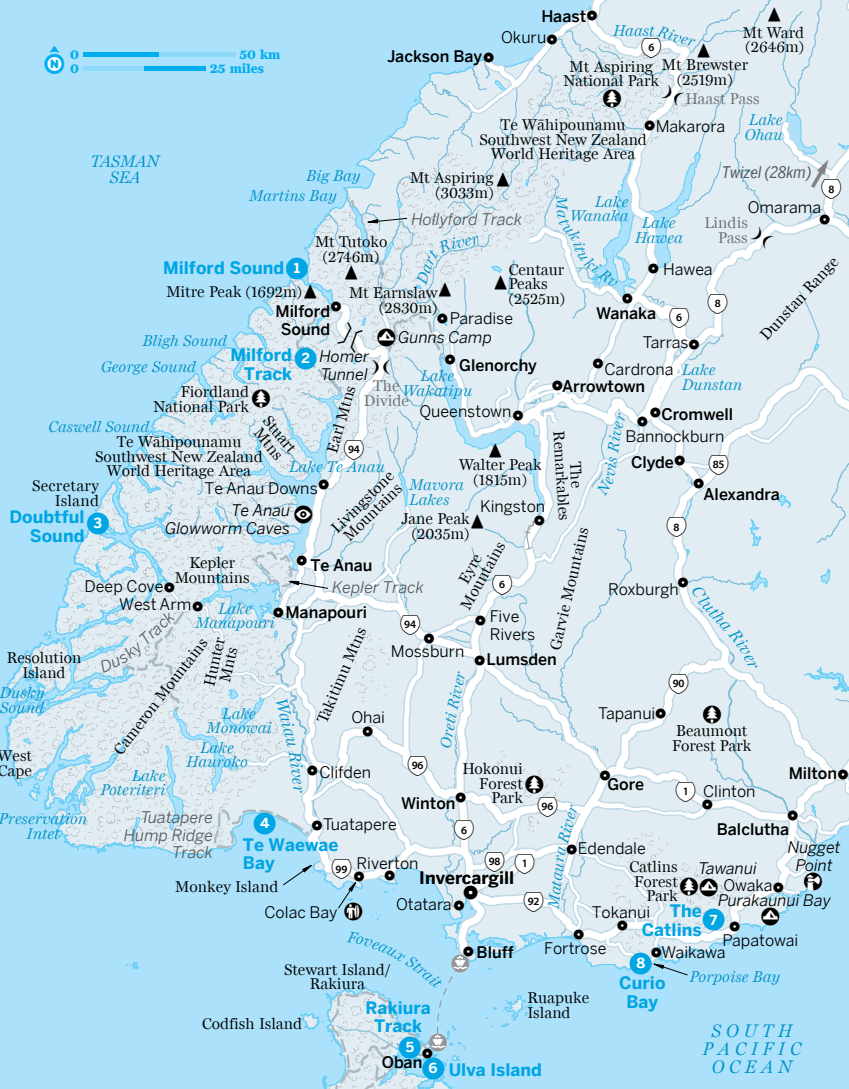 Haast
Okuru
Haast River
6
Mt Ward
(2646m)
N
0
50 km
0
25 miles
Jackson Bay
Mt Aspiring
National Park
Mt Brewster
(2519m)
Haast Pass
Te Wāhipounamu
Southwest New Zealand
World Heritage Area
Makarora
Lake
Ohau
TASMAN
SEA
Big Bay
Martins Bay
Mt Aspiring
(3033m)
Twizel (28km)
8
Lake
Wanaka
Matukituki Rv
Lake
Hawea
Lindis
Pass
Omarama
Hollyford Track
Mt Tutoko
(2746m)
Dart River
Milford Sound
1
Mitre Peak (1692m)
Mt Earnslaw
(2830m)
Centaur
Peaks
(2525m)
Hawea
Dunstan Range
Milford
Sound
Paradise
Wanaka
6
8
Bligh Sound
Milford
Track
2
Homer
Tunnel
Gunns Camp
Tarras
George Sound
Glenorchy
Cardrona
Lake
Dunstan
The
Divide
Lake
Wakatipu
Arrowtown
Fiordland
National Park
Queenstown
Cromwell
Caswell Sound
Stuart
Mtns
Earl Mtns
Bannockburn
Te Wāhipounamu
Southwest New Zealand
World Heritage Area
94
Lake Te Anau
Walter Peak
(1815m)
The
Remarkables
Nevis River
Clyde
85
Secretary
Island
Te Anau Downs
Livingstone
Mountains
Mavora
Lakes
Alexandra
Doubtful
Sound
3
Te Anau
Glowworm Caves
Jane Peak
(2035m)
Kingston
8
Kepler
Mountains
Te Anau
Eyre
Mountains
Garvie Mountains
Deep Cove
Kepler Track
6
Roxburgh
West Arm
Lake
Manapouri
Manapouri
94
Five
Rivers
Clutha River
Dusky Track
Mossburn
Resolution
Island
Hunter
Mnts
Takitimu Mtns
Lumsden
Cameron Mountains
90
Dusky
Sound
Lake
Monowai
Waiau River
Ohai
Oreti River
Tapanui
Beaumont
Forest Park
West
Cape
Lake
Hauroko
96
Lake
Poteriteri
Clifden
Hokonui
Forest
Park
Gore
Milton
Winton
96
1
Clinton
Preservation
Intet
Tuatapere
Hump Ridge
Track
4
Te Waewae
Bay
Tuatapere
6
Mataura River
Balclutha
98
1
Edendale
Nugget
Point
Monkey Island
99
Riverton
Invercargill
Catlins
Forest
Park
Tawanui
Owaka
Purakaunui Bay
Colac Bay
Otatara
92
Tokanui
The
Catlins
7
Papatowai
Foveaux Strait
Bluff
Fortrose
Waikawa
8
Curio
Bay
Porpoise Bay
Stewart Island/
Rakiura
Ruapuke
Island
Codfish Island
Rakiura
Track
5
Oban
6
Ulva Island
SOUTH
PACIFIC
OCEAN